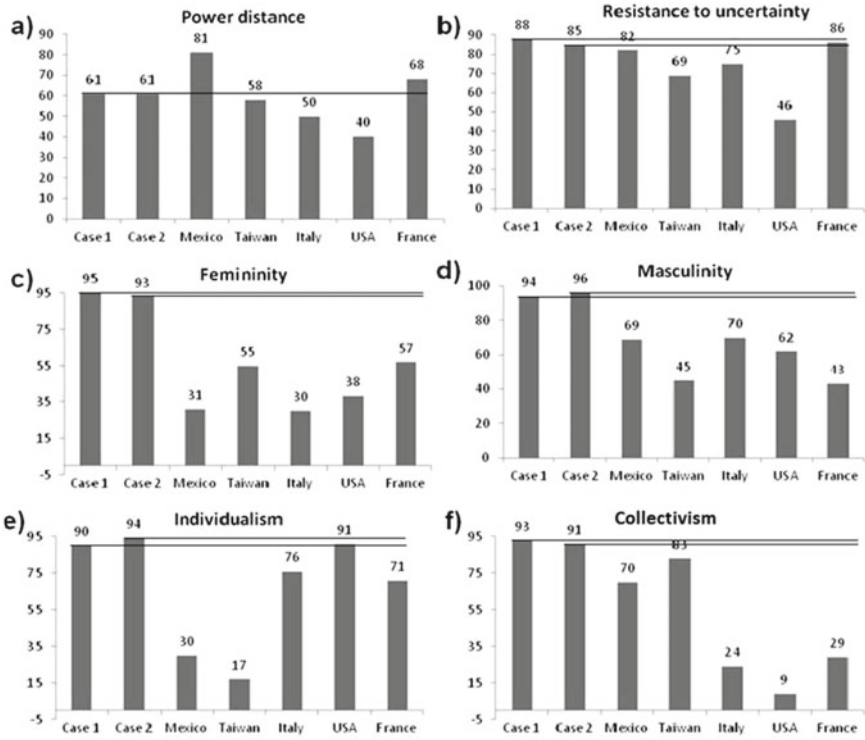 a) Power distance
90
80
70
60
50
40
30
20
10
0
61 61 81 58 50 40 68
Case 1 Case 2 Mexico Taiwan Italy USA France
b) Resistance to uncertainty
90
80
70
60
50
40
30
20
10
0
88 85 82 69 75 46 86
Case 1 Case 2 Mexico Taiwan Italy USA France
c) Femininity
95
75
55
35
15
-5
95 93 31 55 30 38 57
Case 1 Case 2 Mexico Taiwan Italy USA France
d) Masculinity
100
80
60
40
20
0
94 96 69 45 70 62 43
Case 1 Case 2 Mexico Taiwan Italy USA France
e) Individualism
95
75
55
35
15
-5
90 94 30 17 76 91 71
Case 1 Case 2 Mexico Taiwan Italy USA France
f) Collectivism
95
75
55
35
15
-5
93 91 70 83 24 9 29
Case 1 Case 2 Mexico Taiwan Italy USA France